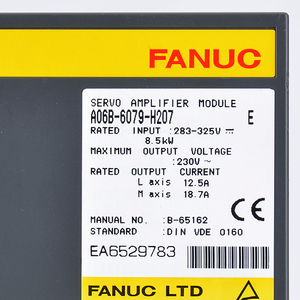 FANUC
SERVO AMPLIFIER MODULE
A06B-6079-H207 E
RATED INPUT :283-325V⎓
8.5kW
MAXIMUM OUTPUT VOLTAGE
:230V~
RATED OUTPUT CURRENT
L axis 12.5A
M axis 18.7A
MANUAL NO. :B-65162
STANDARD :DIN VDE 0160
CE
EA6529783
FANUC LTD